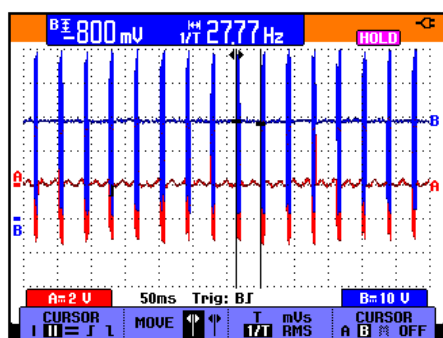 B -800 mV 1/T 27.77 Hz
HOLD
B
A A
B
A= 2 V 50ms Trig: B B= 10 V
CURSOR MOVE T mVs CURSOR
1/T RMS A B M OFF